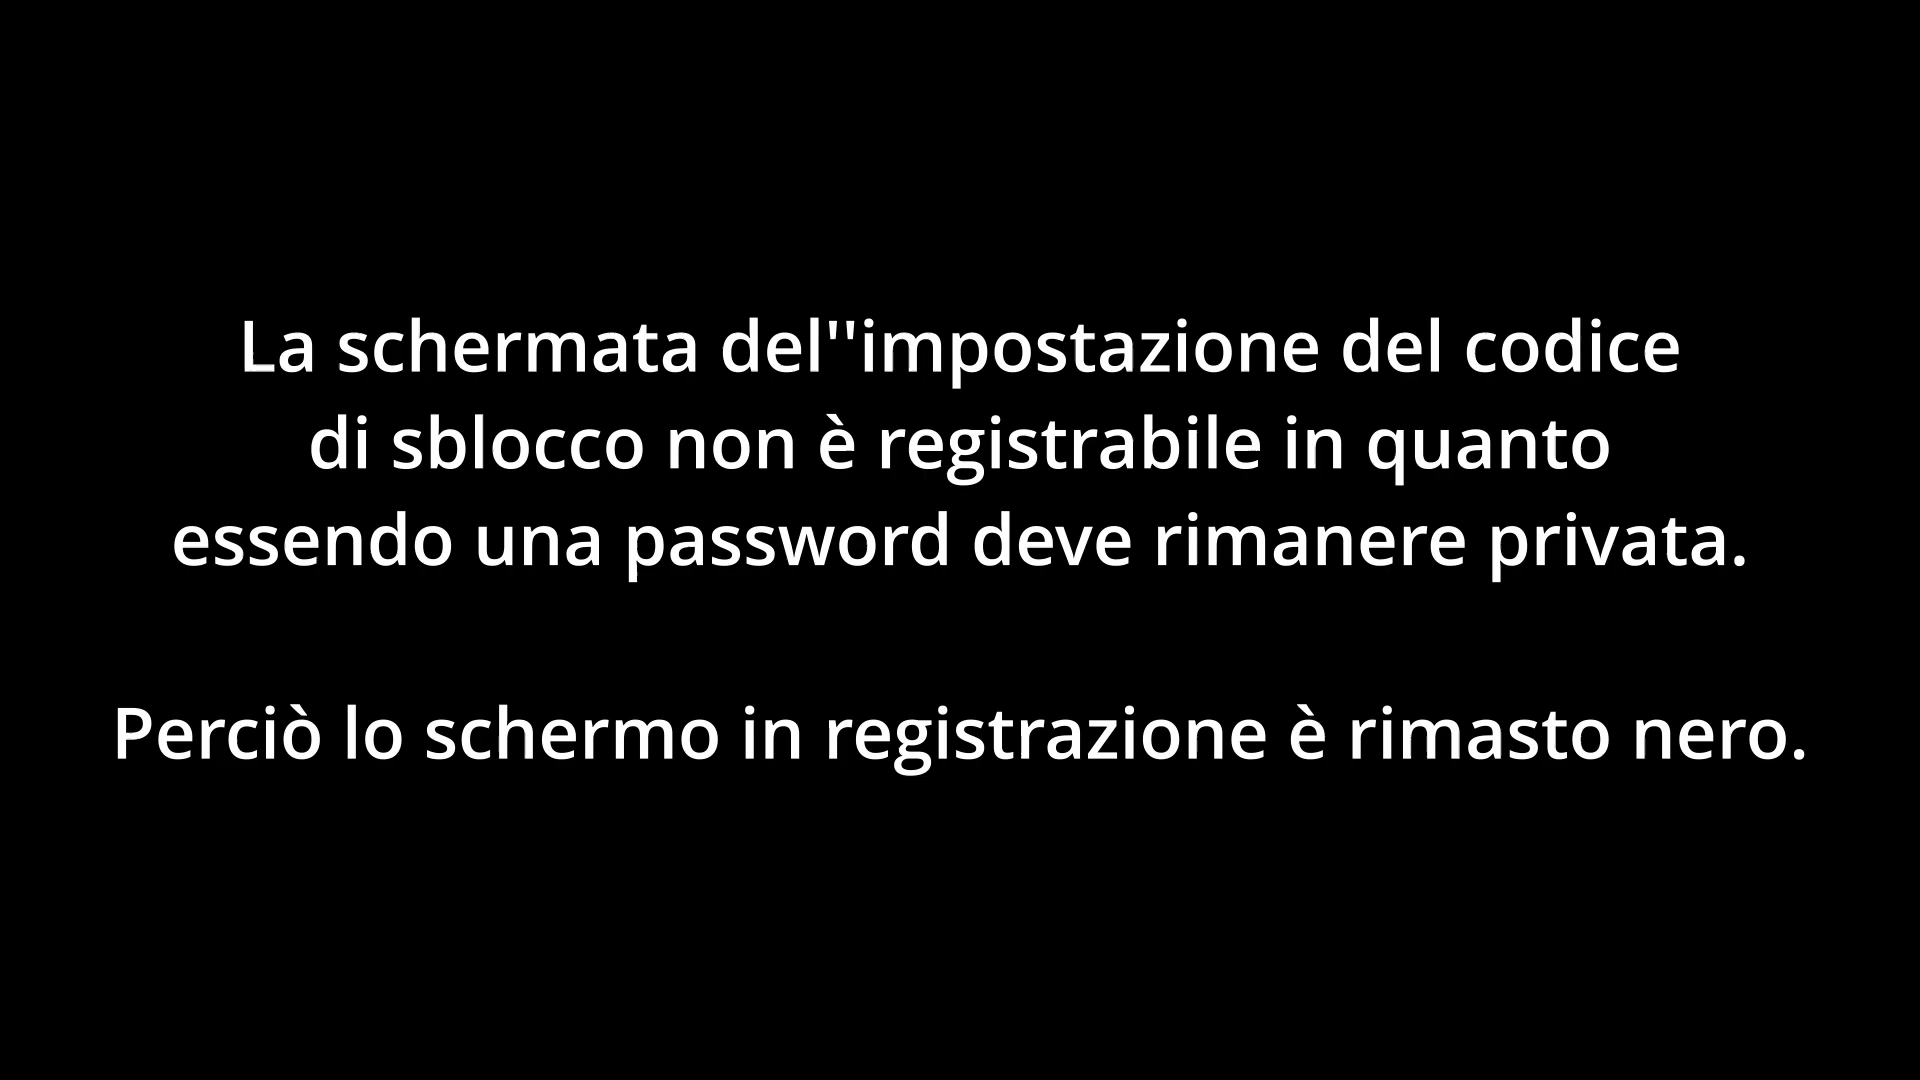 La schermata del''impostazione del codice
di sblocco non è registrabile in quanto
essendo una password deve rimanere privata.
Perciò lo schermo in registrazione è rimasto nero.